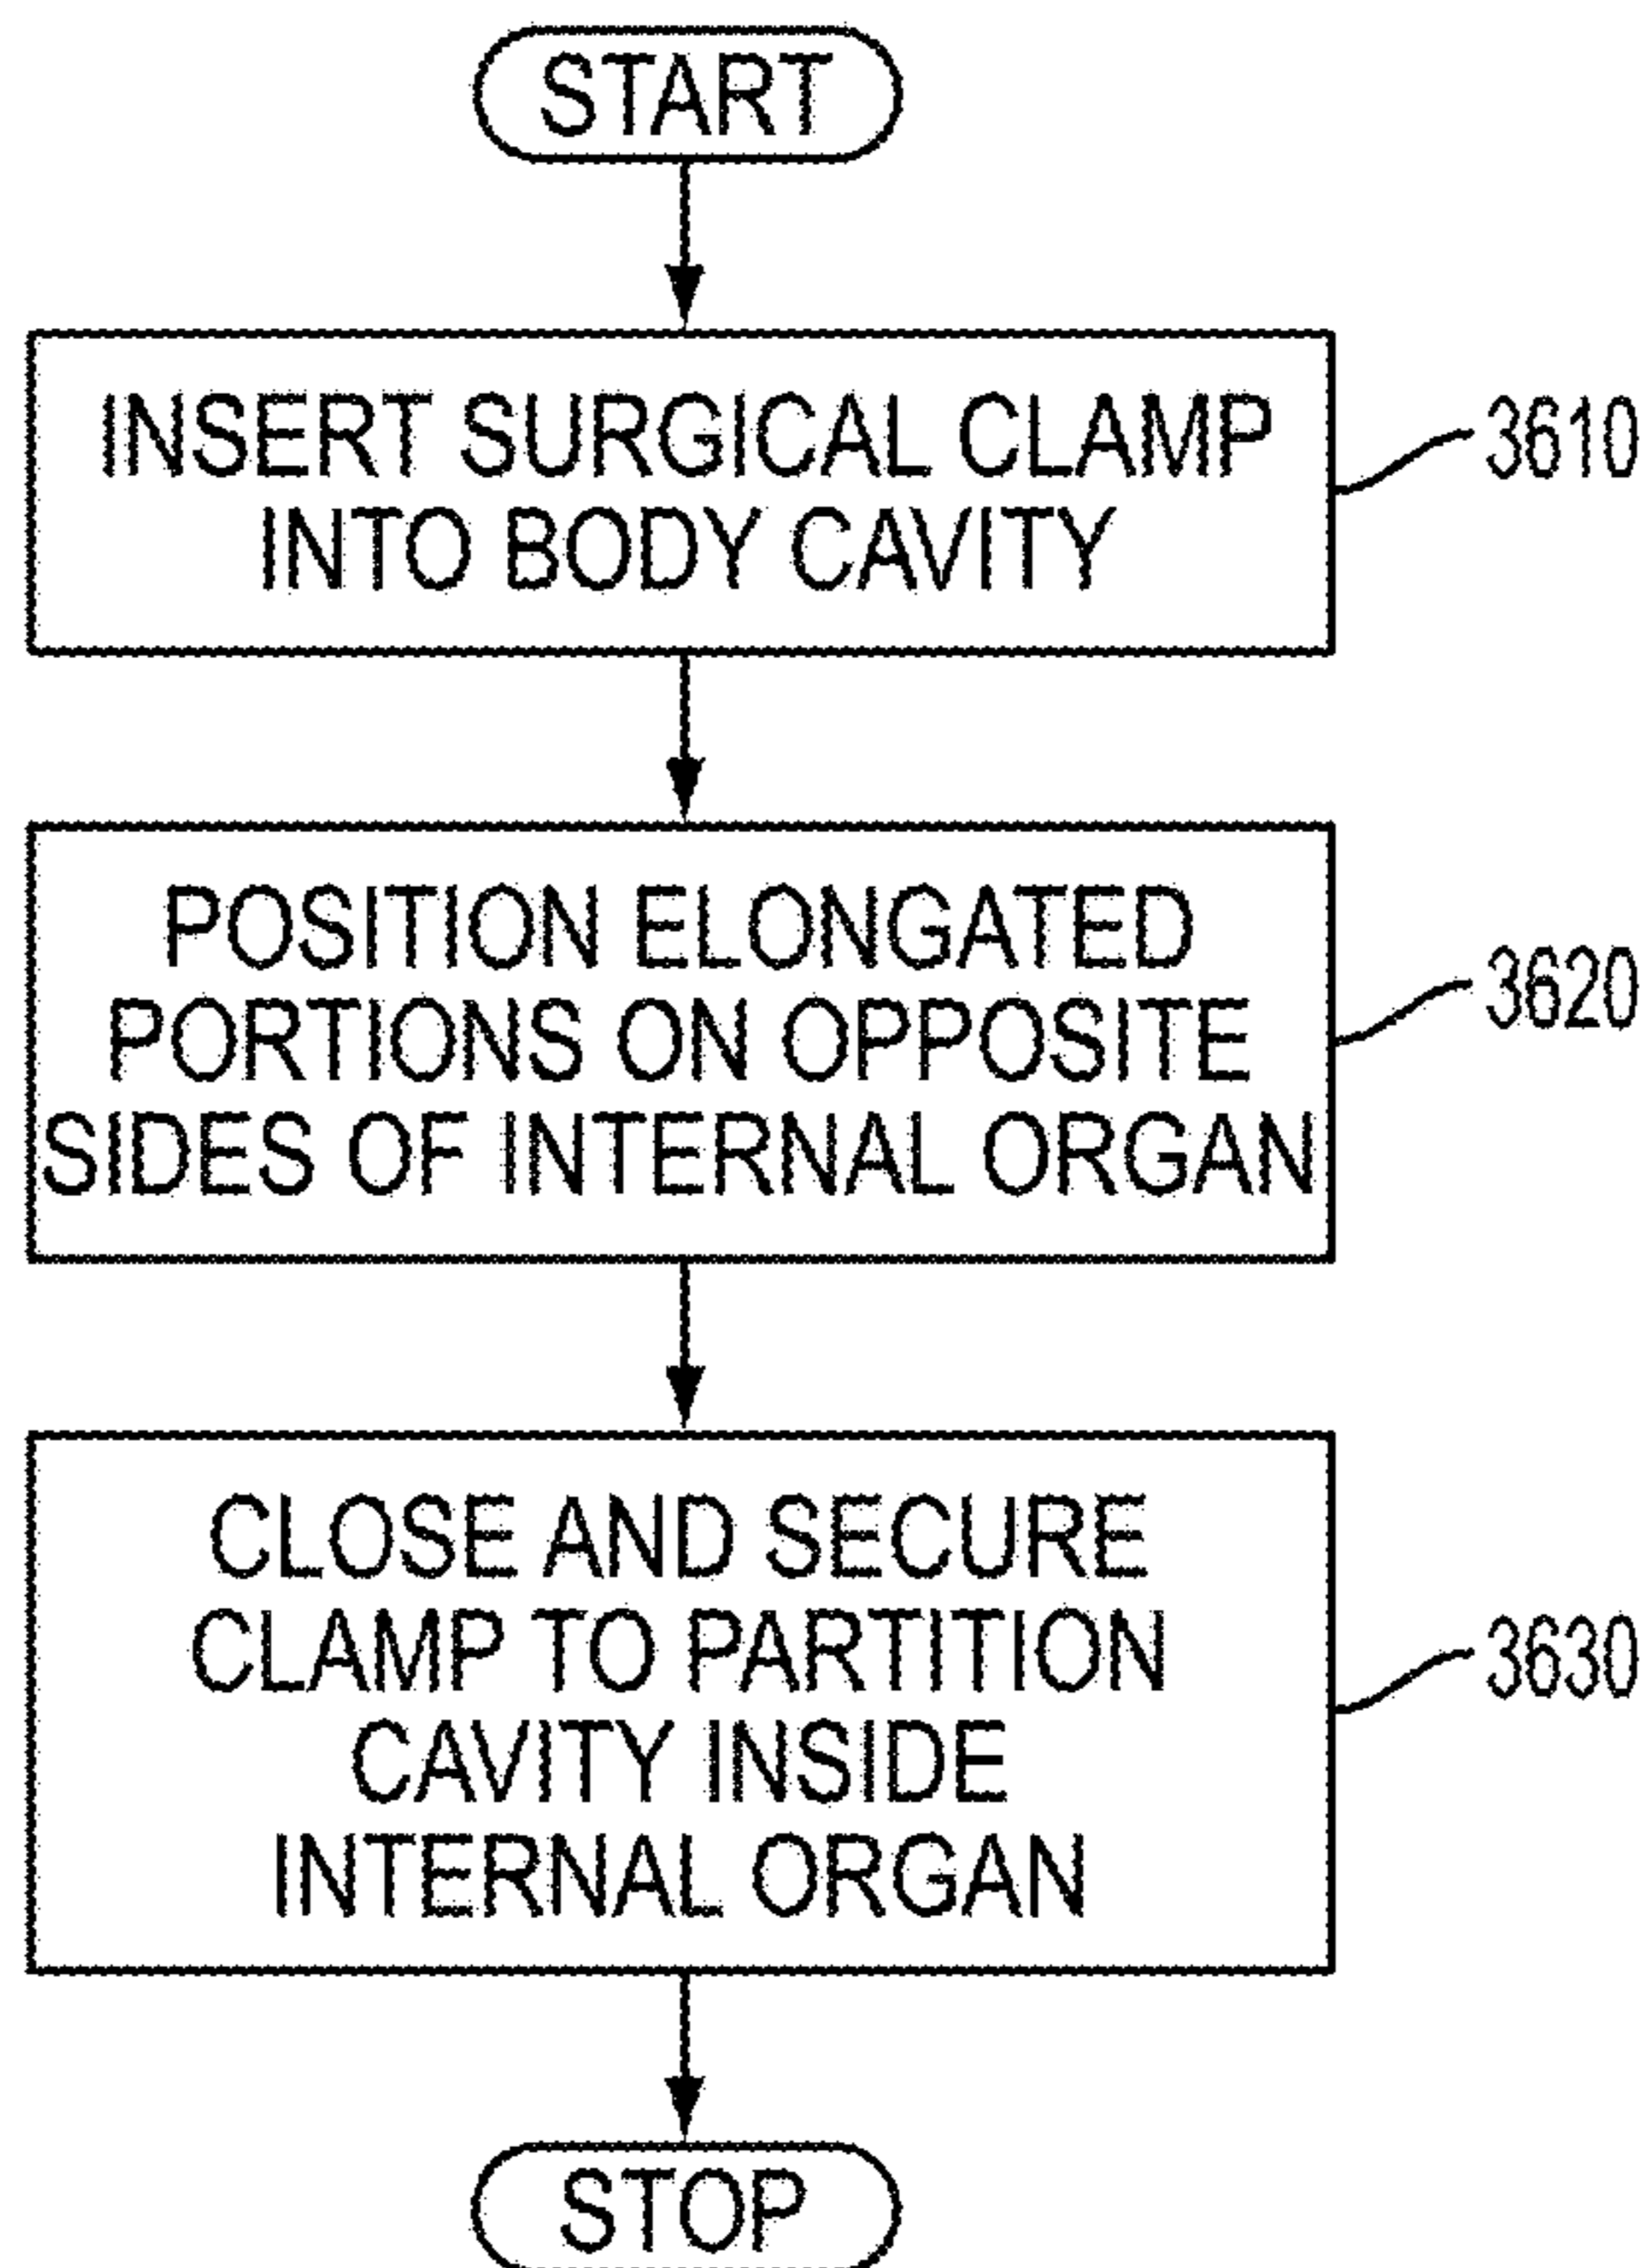 START
INSERT SURGICAL CLAMP
INTO BODY CAVITY
3610
POSITION ELONGATED
PORTIONS ON OPPOSITE
SIDES OF INTERNAL ORGAN
3620
CLOSE AND SECURE
CLAMP TO PARTITION
CAVITY INSIDE
INTERNAL ORGAN
3630
STOP